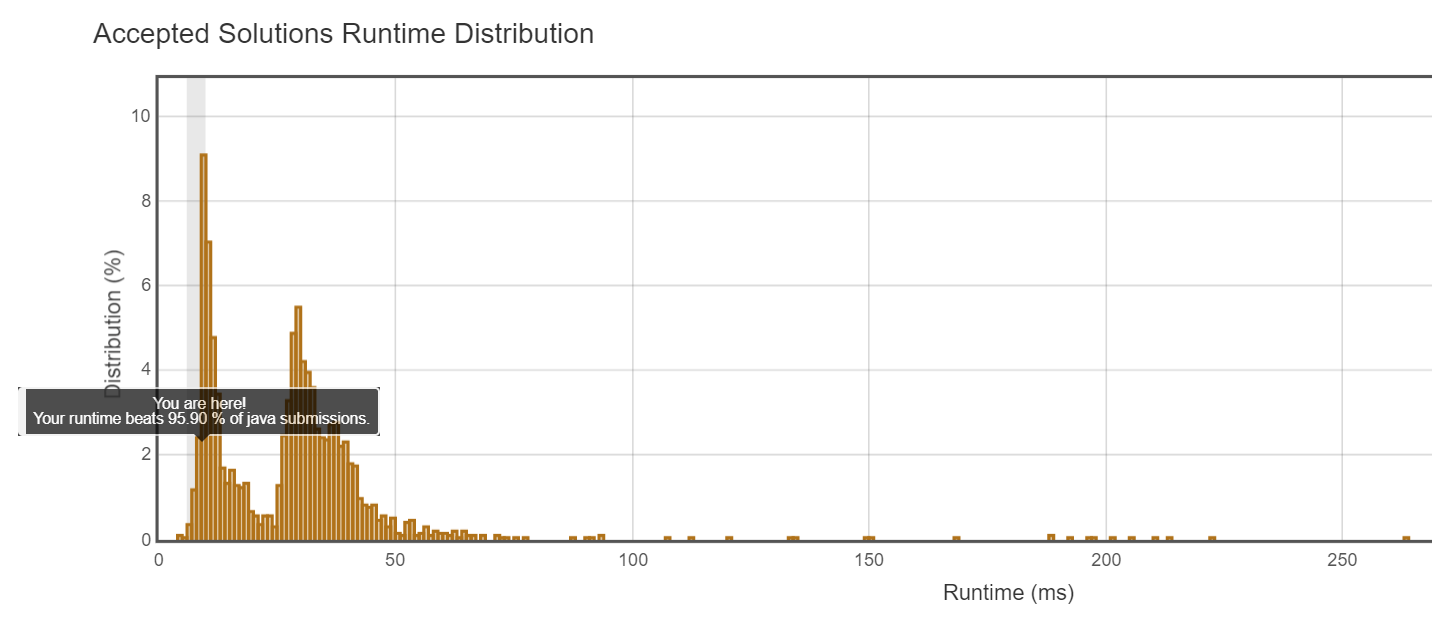 Accepted Solutions Runtime Distribution
10
8
6
4
2
0
Distribution (%)
You are here!
Your runtime beats 95.90 % of java submissions.
0 50 100 150 200 250
Runtime (ms)